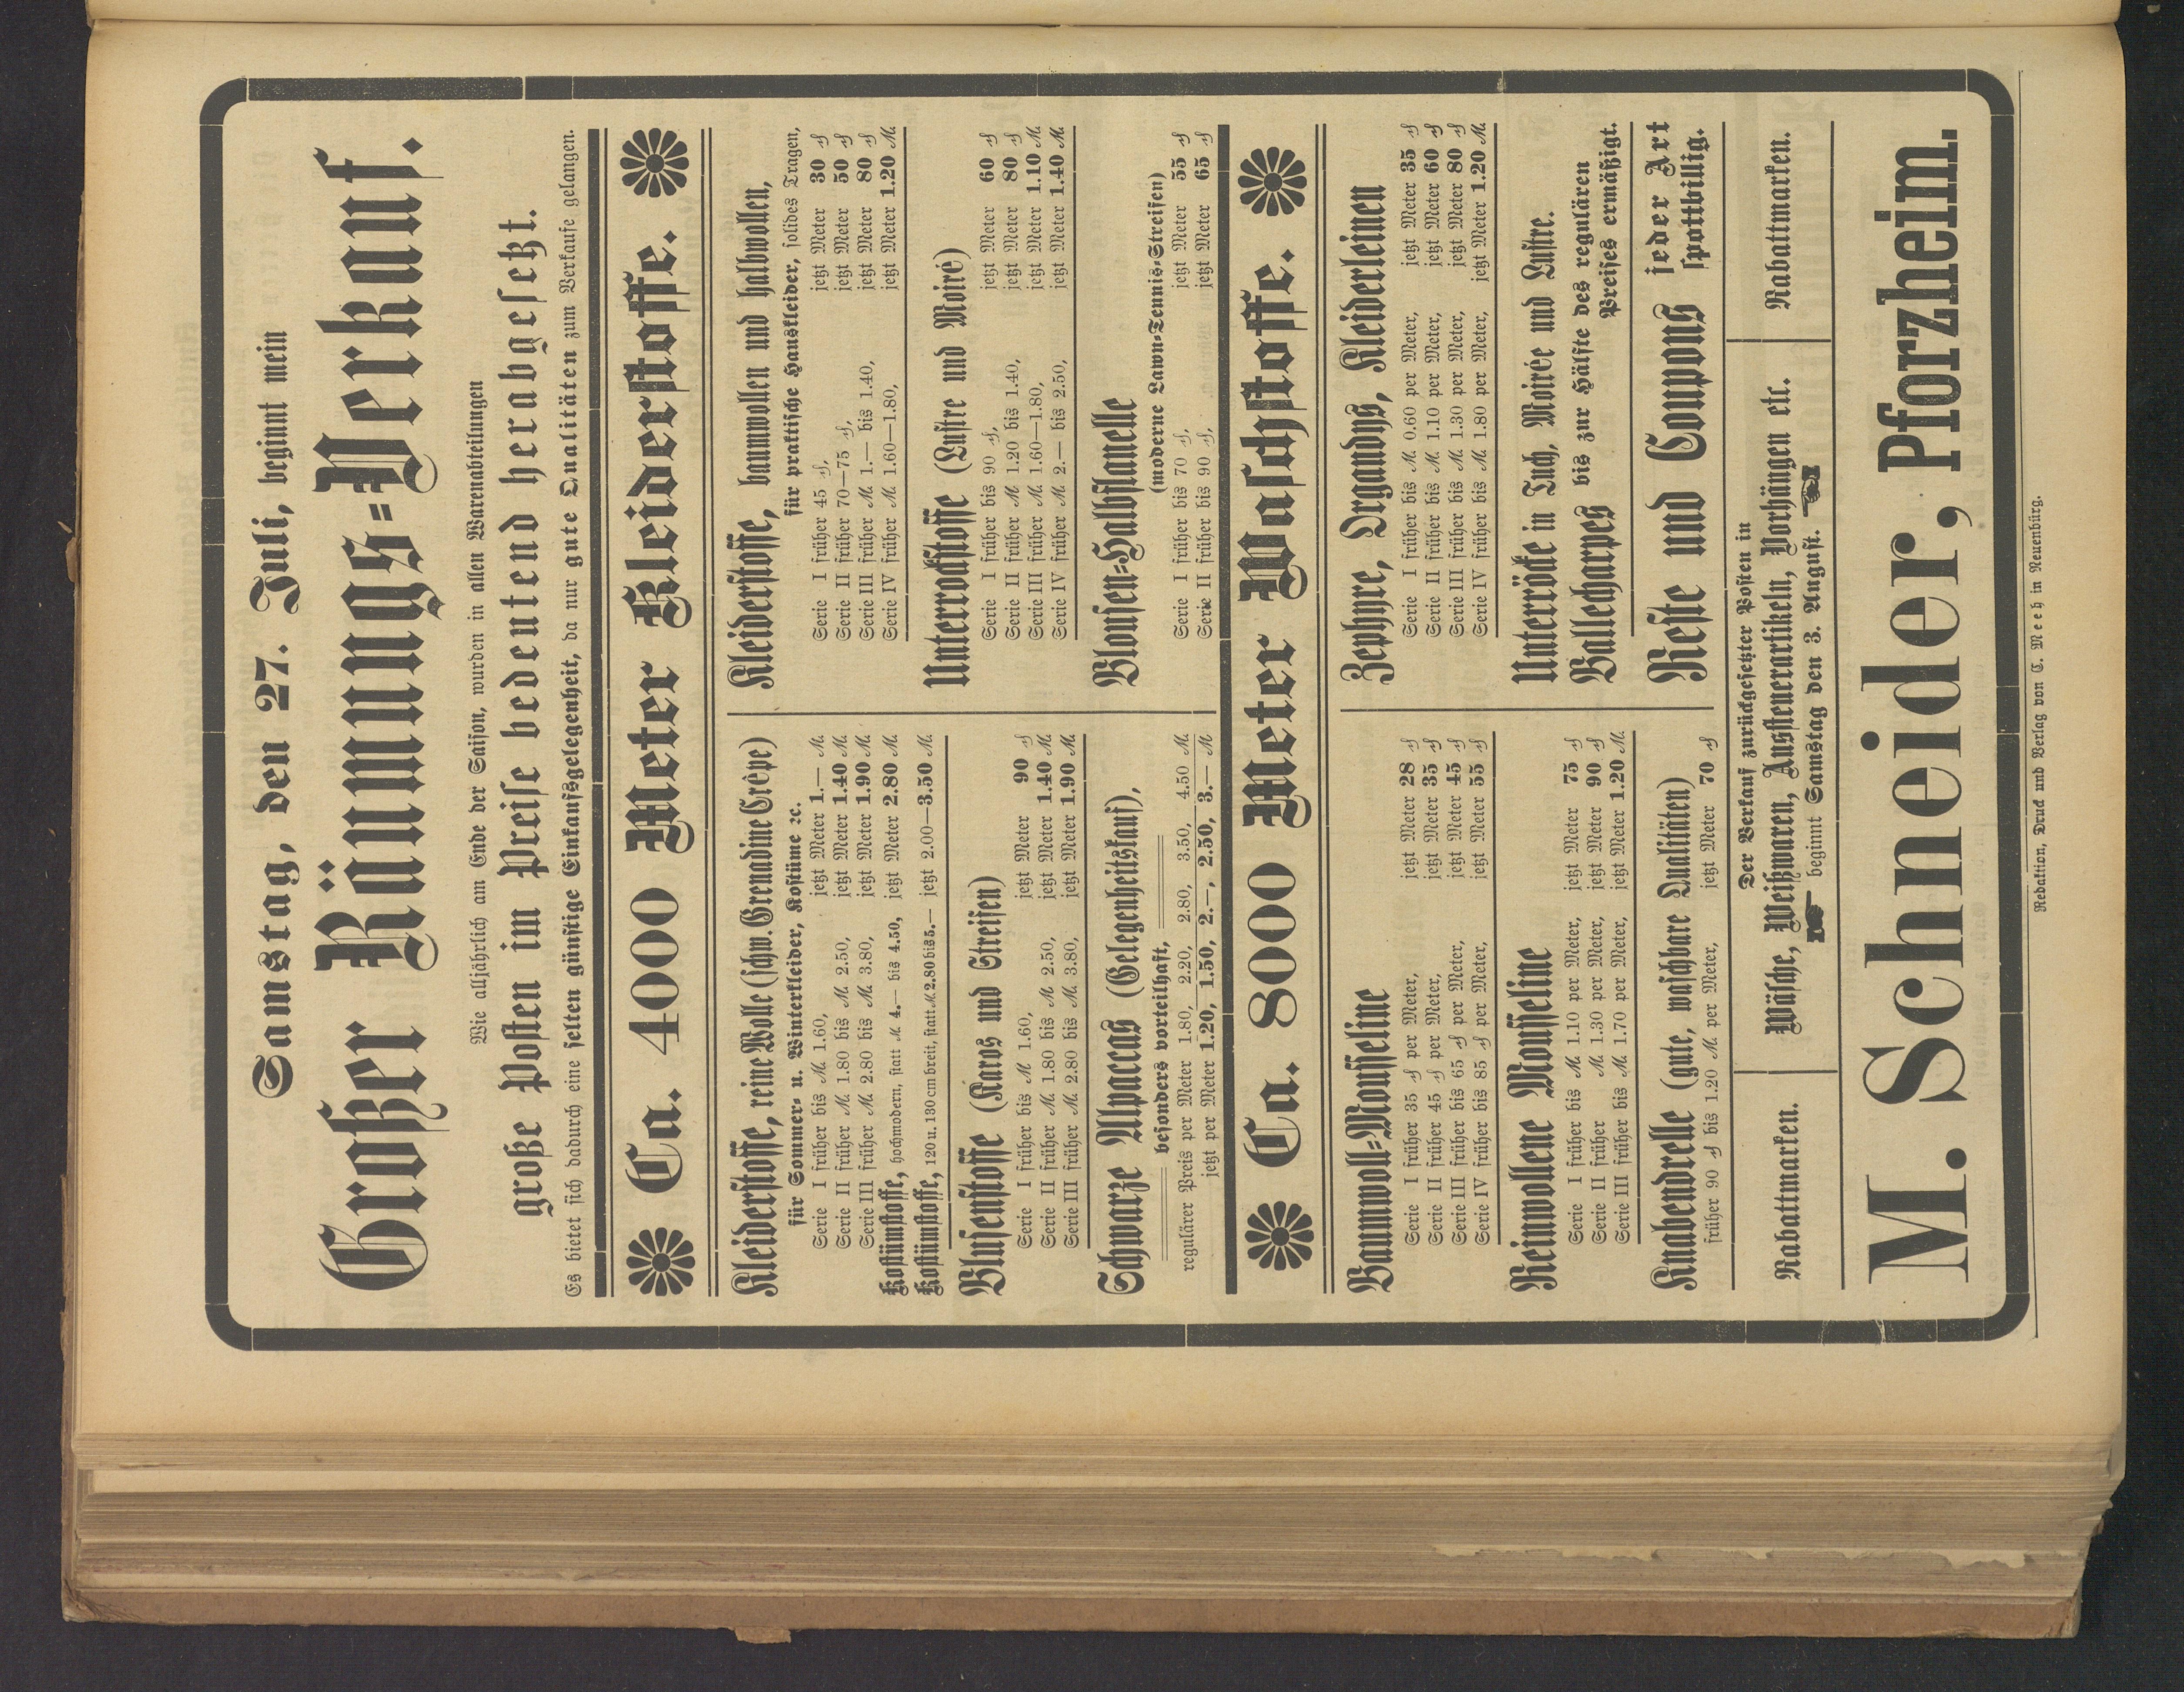 Samstag, den 27. Juli, beginnt mein
Großer Räumungs=Verkauf.
Wie alljährlich am Ende der Saison, wurden in allen Warenabteilungen
große Posten im Preise bedeutend herabgesetzt.
Es bietet sich dadurch eine selten günstige Einkaufsgelegenheit, da nur gute Qualitäten zum Verkaufe gelangen.
Ca. 4000 Meter Kleiderstoffe.
Kleiderstoffe, reine Wolle (schw. Grenadine Crêpe)
für Sommer= u. Winterkleider, Kostüme ꝛc.
Serie I früher bis M 1.60, jetzt Meter 1.— M.
Serie II früher M. 1.80 bis M. 2.50, jetzt Meter 1.40 M.
Serie III früher M. 2.80 bis M. 3.80, jetzt Meter 1.90 M.
Kostümstoffe, hochmodern, statt M. 4.— bis 4.50, jetzt Meter 2.80 M.
Kostümstoffe, 120 u. 130 cm breit, statt M. 2.80 bis 5.— jetzt 2.00—3.50 M.
Blusenstoffe (Karos und Streifen)
Serie I früher bis M 1.60, jetzt Meter 90 ₰
Serie II früher M. 1.80 bis M 2.50, jetzt Meter 1.40 M.
Serie III früher M. 2.80 bis M. 3.80, jetzt Meter 1.90 M.
Schwarze Alpaccas (Gelegenheitskauf),
besonders vorteilhaft,
regulärer Preis per Meter 1.80, 2.20, 2.80, 3.50, 4.50 M.
jetzt per Meter 1.20, 1.50, 2.—, 2.50, 3.— M
Kleiderstoffe, baumwollen und halbwollen,
für praktische Hauskleider, solides Tragen,
Serie I früher 45 ₰, jetzt Meter 30 ₰
Serie II früher 70—75 ₰, jetzt Meter 50 ₰
Serie III früher M. 1.— bis 1.40, jetzt Meter 80 ₰
Serie IV früher M. 1.60—1.80, jetzt Meter 1.20 M.
Unterrockstoffe (Lustre und Moiré)
Serie I früher bis 90 ₰, jetzt Meter 60 ₰
Serie II früher M 1.20 bis 1.40, jetzt Meter 80 ₰
Serie III früher M. 1.60—1.80, jetzt Meter 1.10 M.
Serie IV früher M. 2.— bis 2.50, jetzt Meter 1.40 M.
Blousen=Halbflanelle
(moderne Lawn=Tennis=Streifen)
Serie I früher bis 70 ₰, jetzt Meter 55 ₰
Serie II früher bis 90 ₰, jetzt Meter 65 ₰
Ca. 8000 Meter Waschstoffe.
Baumwoll=Mousseline
Serie I früher 35 ₰ per Meter, jetzt Meter 28 ₰
Serie II früher 45 ₰ per Meter, jetzt Meter 35 ₰
Serie III früher bis 65 ₰ per Meter, jetzt Meter 45 ₰
Serie IV früher bis 85 ₰ per Meter, jetzt Meter 55 ₰
Reinwollene Mousseline
Serie I früher bis M. 1.10 per Meter, jetzt Meter 75 ₰
Serie II früher M. 1.30 per Meter, jetzt Meter 90 ₰
Serie III früher bis M. 1.70 per Meter, jetzt Meter 1.20 M.
Knabendrelle (gute, waschbare Qualitäten)
früher 90 ₰ bis 1.20 M. per Meter, jetzt Meter 70 ₰
Zephyre, Organdys, Kleiderleinen
Serie I früher bis M. 0.60 per Meter, jetzt Meter 35 ₰
Serie II früher bis M. 1.10 per Meter, jetzt Meter 60 ₰
Serie III früher bis M. 1.30 per Meter, jetzt Meter 80 ₰
Serie IV früher bis M. 1.80 per Meter, jetzt Meter 1.20 M.
Unterröcke in Tuch, Moirée und Lustre.
Ballecharpes bis zur Hälfte des regulären
Preises ermäßigt.
Reste und Coupons jeder Art
spottbillig.
Rabattmarken.
Der Verkauf zurückgesetzter Posten in
Wäsche, Weißwaren, Aussteuerartikeln, Vorhängen etc.
beginnt Samstag den 3. August.
Rabattmarken.
M. Schneider, Pforzheim.
Redaktion, Druck und Verlag von C. Meeh in Neuenbürg.